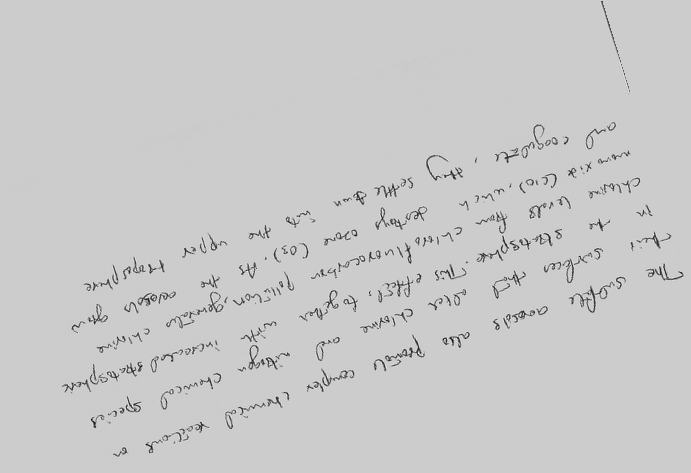 The sulfate aerosols also promote complex chemical reactions on
their surfaces that alter chlorine and nitrogen chemical species
in the stratosphere. This effect, together with increased stratospheric
chlorine levels from chlorofluorocarbon pollution, generates chlorine
monoxide (ClO), which destroys ozone (O3). As the aerosols grow
and coagulate, they settle down into the upper troposphere